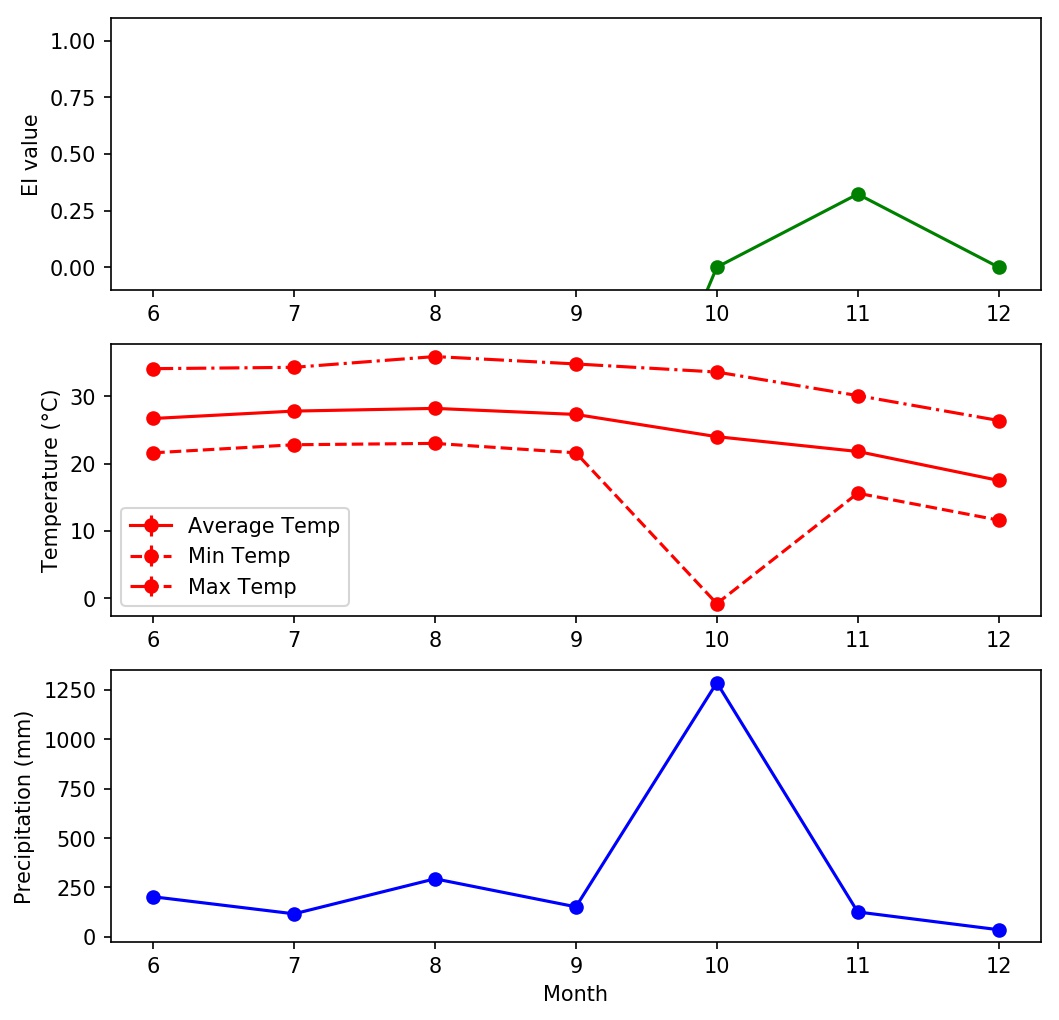 EI value
1.00
0.75
0.50
0.25
0.00
6 7 8 9 10 11 12
Temperature (°C)
30
20
10
0
Average Temp
Min Temp
Max Temp
6 7 8 9 10 11 12
Precipitation (mm)
1250
1000
750
500
250
0
6 7 8 9 10 11 12
Month